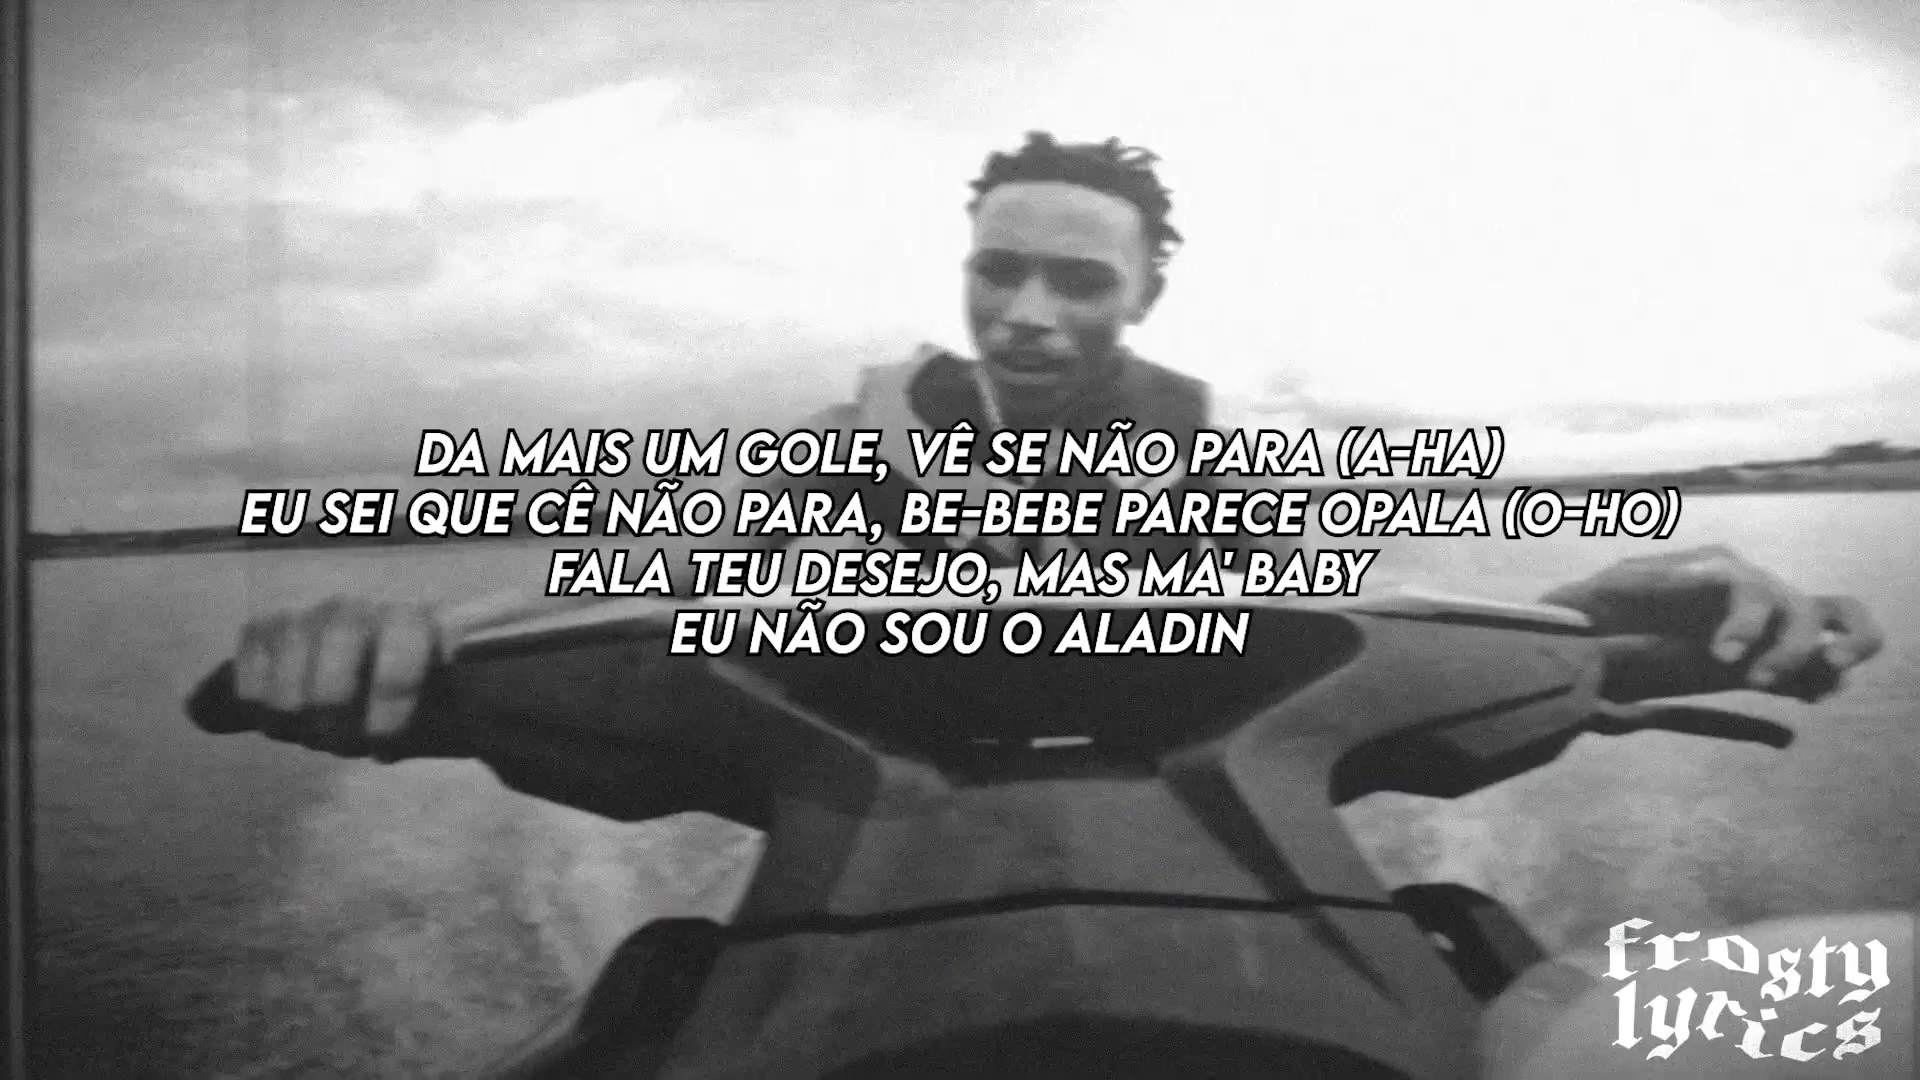 DA MAIS UM GOLE, VÊ SE NÃO PARA (A-HA)
EU SEI QUE CÊ NÃO PARA, BE-BEBE PARECE OPALA (O-HO)
FALA TEU DESEJO, MAS MA' BABY
EU NÃO SOU O ALADIN
frosty
lyrics